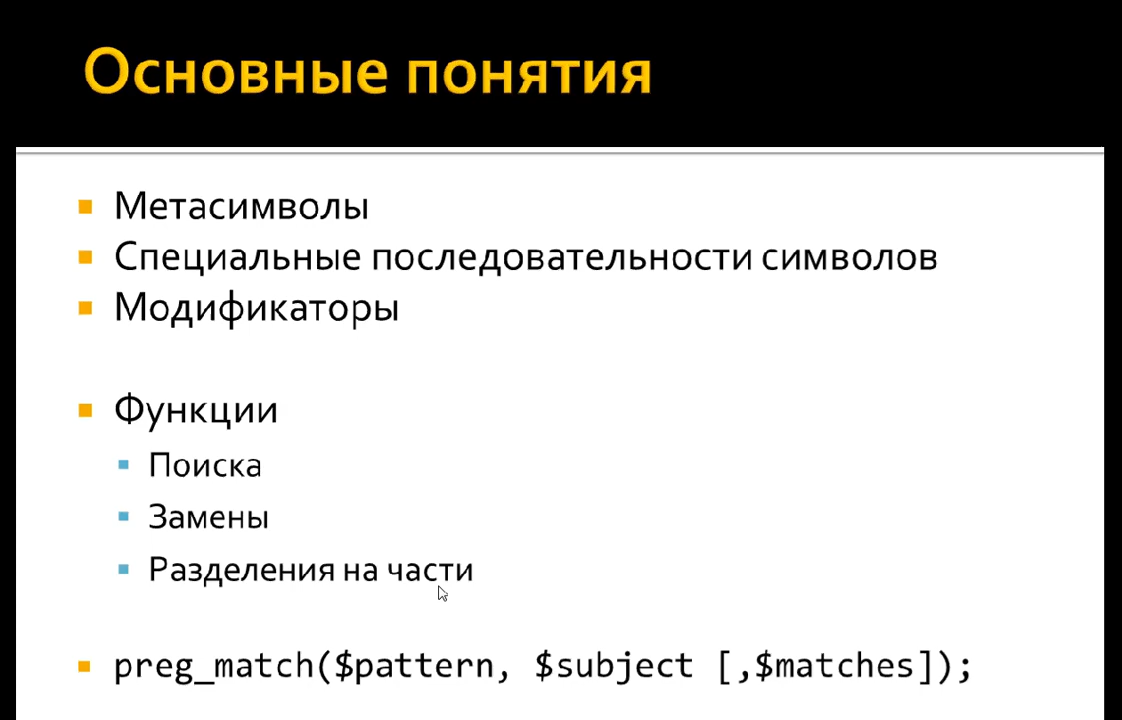 Основные понятия
Метасимволы
Специальные последовательности символов
Модификаторы
Функции
Поиска
Замены
Разделения на части
preg_match($pattern, $subject [,$matches]);